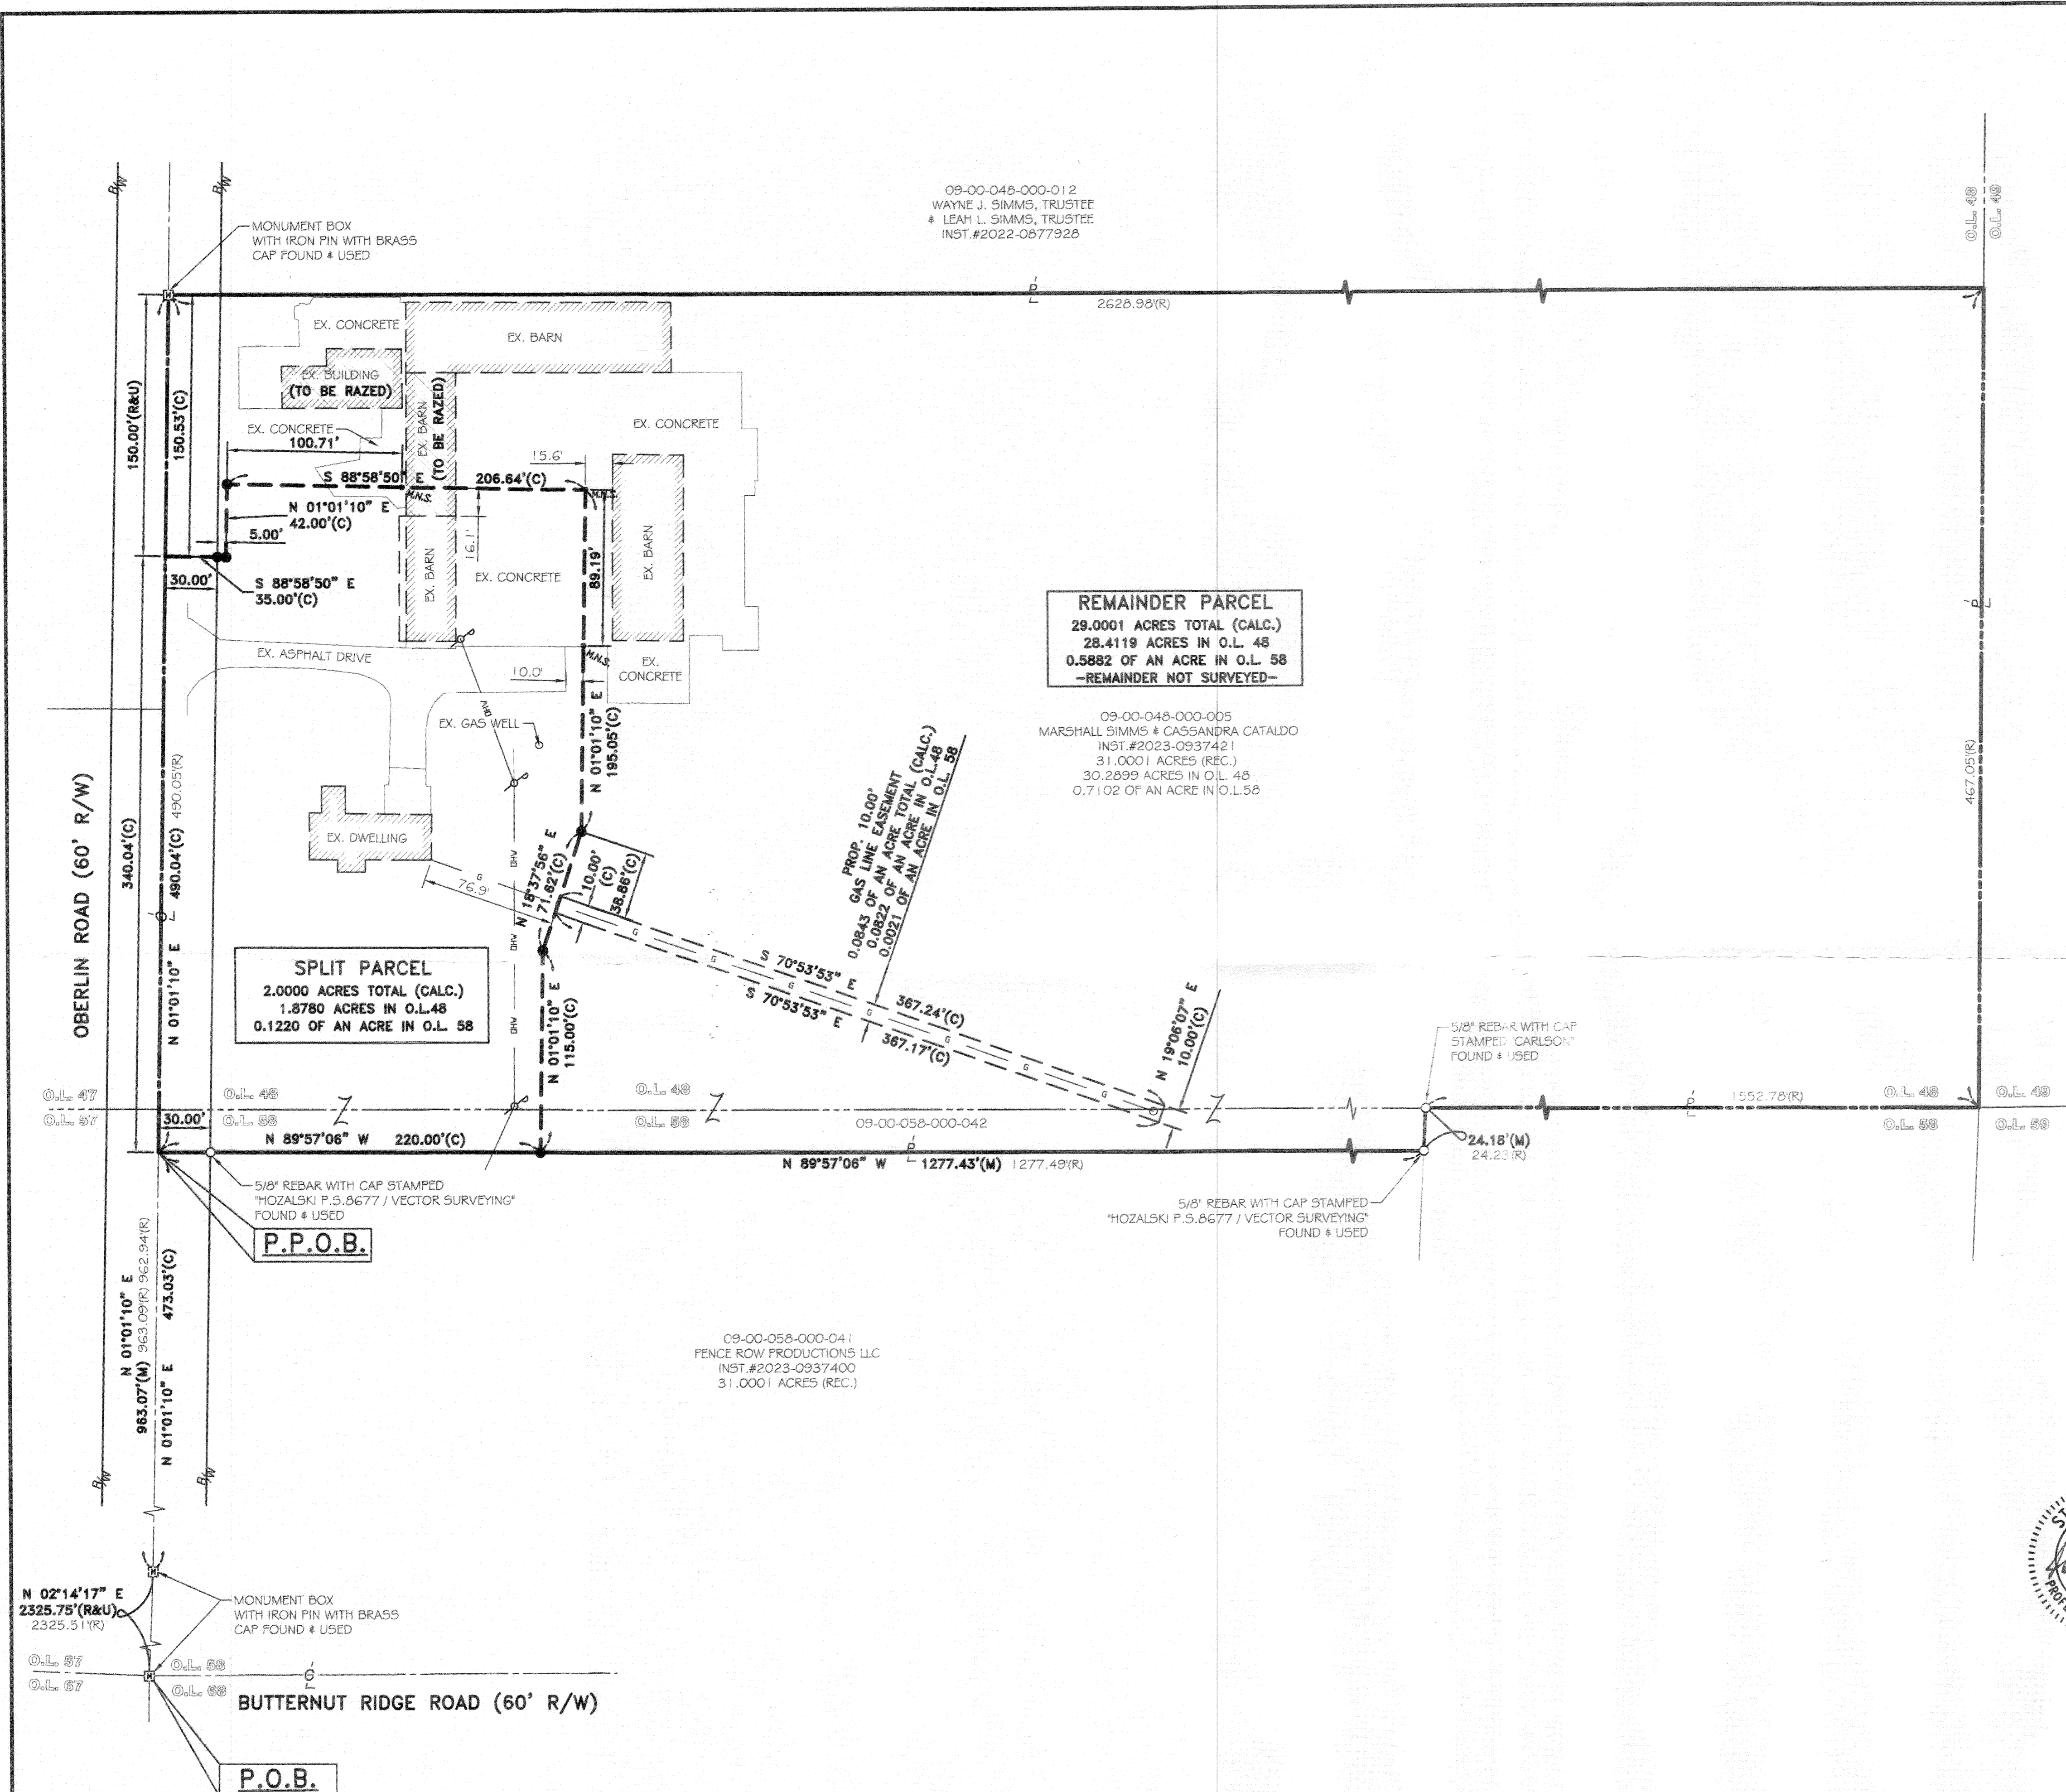 09-00-048-000-012
WAYNE J. SIMMS, TRUSTEE
& LEAH L. SIMMS, TRUSTEE
INST.#2022-0877928
R/W
R/W
O.L. 48
O.L. 49
MONUMENT BOX
WITH IRON PIN WITH BRASS
CAP FOUND & USED
M
P
L
2628.98'(R)
EX. CONCRETE
EX. BARN
EX. BUILDING
(TO BE RAZED)
EX. BARN
(TO BE RAZED)
EX. CONCRETE
EX. CONCRETE
150.00'(R&U)
150.53'(C)
100.71'
15.6'
S 88°58'50" E
206.64'(C)
M.N.S.
M.N.S.
N 01°01'10" E
42.00'(C)
5.00'
16.1'
30.00'
S 88°58'50" E
35.00'(C)
EX. BARN
EX. CONCRETE
89.19'
EX. BARN
REMAINDER PARCEL
29.0001 ACRES TOTAL (CALC.)
28.4119 ACRES IN O.L. 48
0.5882 OF AN ACRE IN O.L. 58
-REMAINDER NOT SURVEYED-
P
L
EX. ASPHALT DRIVE
M.N.S.
EX.
CONCRETE
10.0'
09-00-048-000-005
MARSHALL SIMMS & CASSANDRA CATALDO
INST.#2023-0937421
31.0001 ACRES (REC.)
30.2899 ACRES IN O.L. 48
0.7102 OF AN ACRE IN O.L.58
OHV
EX. GAS WELL
N 01°01'10" E
195.05'(C)
467.05'(R)
OBERLIN ROAD (60' R/W)
340.04'(C)
N 01°01'10" E
490.04'(C) 490.05'(R)
EX. DWELLING
OHV
G
76.9'
N 18°37'56" E
71.62'(C)
10.00'
(C)
38.86'(C)
PROP. 10.00'
GAS LINE EASEMENT
0.0843 OF AN ACRE TOTAL (CALC.)
0.0822 OF AN ACRE IN O.L.48
0.0021 OF AN ACRE IN O.L. 58
OHV
G
G
G
G
G
G
G
S 70°53'53" E
367.24'(C)
S 70°53'53" E
367.17'(C)
SPLIT PARCEL
2.0000 ACRES TOTAL (CALC.)
1.8780 ACRES IN O.L.48
0.1220 OF AN ACRE IN O.L. 58
OHV
N 01°01'10" E
115.00'(C)
N 19°06'07" E
10.00'(C)
5/8" REBAR WITH CAP
STAMPED "CARLSON"
FOUND & USED
O.L. 47
O.L. 57
O.L. 48
O.L. 58
Z
O.L. 48
O.L. 58
Z
Z
09-00-058-000-042
P
L
1552.78'(R)
O.L. 48
O.L. 58
O.L. 49
O.L. 59
30.00'
N 89°57'06" W 220.00'(C)
N 89°57'06" W
P
L
1277.43'(M) 1277.49'(R)
24.18'(M)
24.23'(R)
5/8" REBAR WITH CAP STAMPED
"HOZALSKI P.S.8677 / VECTOR SURVEYING"
FOUND & USED
5/8" REBAR WITH CAP STAMPED
"HOZALSKI P.S.8677 / VECTOR SURVEYING"
FOUND & USED
P.P.O.B.
N 01°01'10" E
963.07'(M) 963.09'(R) 962.94'(R)
N 01°01'10" E 473.03'(C)
09-00-058-000-041
FENCE ROW PRODUCTIONS LLC
INST.#2023-0937400
31.0001 ACRES (REC.)
R/W
R/W
M
N 02°14'17" E
2325.75'(R&U)
2325.51'(R)
MONUMENT BOX
WITH IRON PIN WITH BRASS
CAP FOUND & USED
O.L. 57
O.L. 67
M
O.L. 58
O.L. 68
BUTTERNUT RIDGE ROAD (60' R/W)
P.O.B.